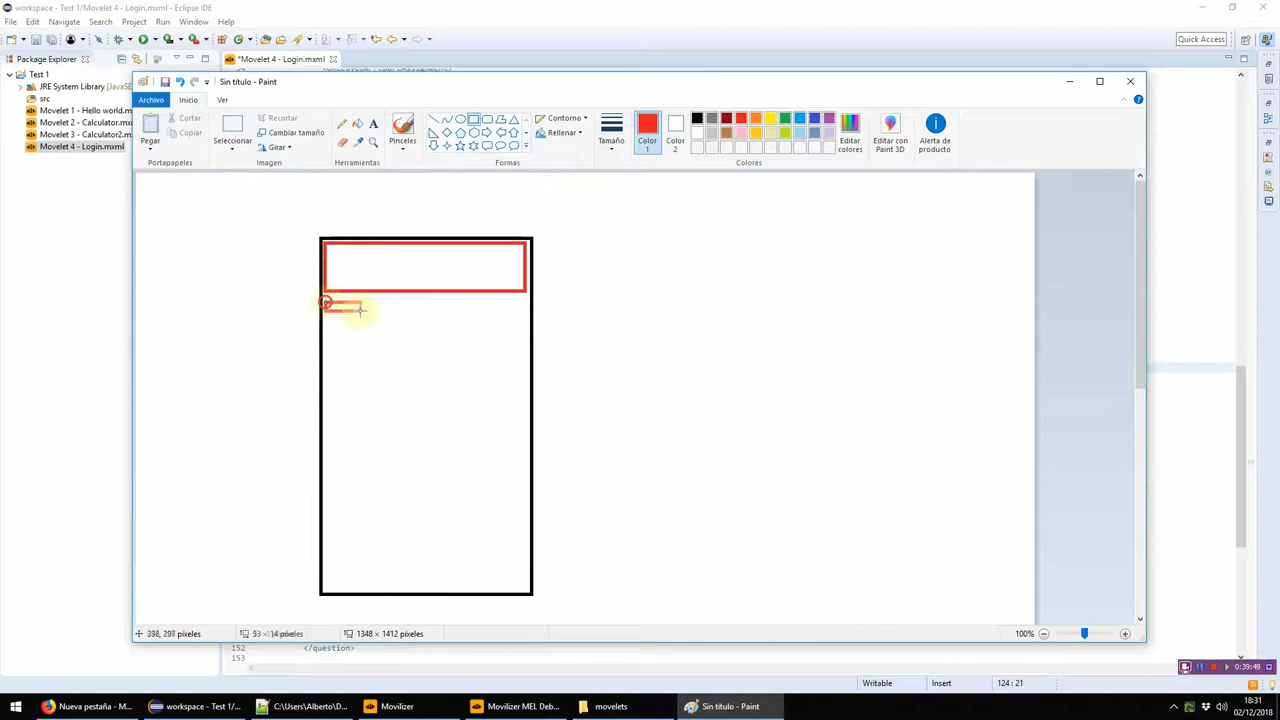 workspace - Test 1/Movelet 4 - Login.mxml - Eclipse IDE
File Edit Navigate Search Project Run Window Help
Quick Access
Package Explorer
*Movelet 4 - Login.mxml
Test 1
JRE System Library [JavaSE
src
Movelet 1 - Hello world.m
Movelet 2 - Calculator.mx
Movelet 3 - Calculator2.m
Movelet 4 - Login.mxml
Sin título - Paint
Archivo Inicio Ver
Pegar
Cortar
Copiar
Portapapeles
Seleccionar
Recortar
Cambiar tamaño
Girar
Imagen
Herramientas
Pinceles
Contorno
Rellenar
Formas
Tamaño
Color 1
Color 2
Editar colores
Colores
Editar con Paint 3D
Alerta de producto
1348 × 1412 píxeles
100%
152 </question>
153
0:39:49
Writable Insert 124 : 21
Nueva pestaña - M...
workspace - Test 1/...
C:\Users\Alberto\D...
Movilizer
Movilizer MEL Deb...
movelets
Sin título - Paint
18:31
02/12/2018